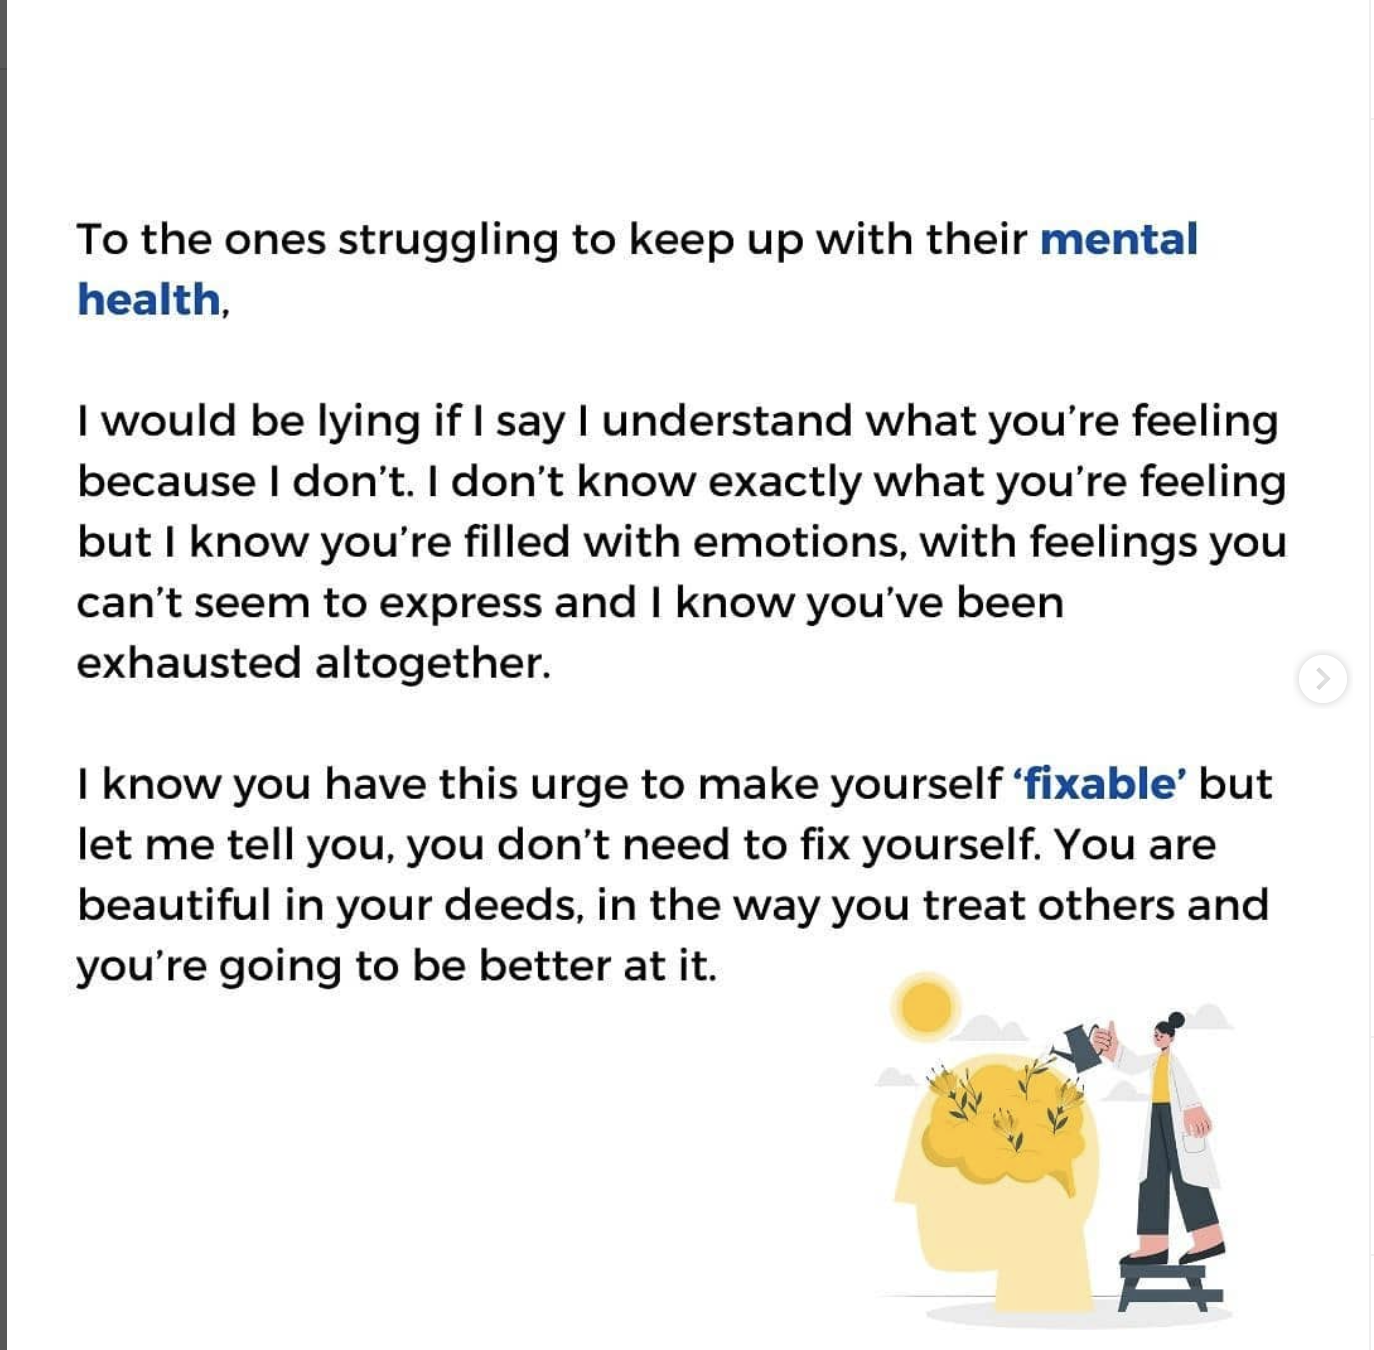 To the ones struggling to keep up with their mental
health,
I would be lying if I say I understand what you’re feeling
because I don’t. I don’t know exactly what you’re feeling
but I know you’re filled with emotions, with feelings you
can’t seem to express and I know you’ve been
exhausted altogether.
I know you have this urge to make yourself ‘fixable’ but
let me tell you, you don’t need to fix yourself. You are
beautiful in your deeds, in the way you treat others and
you’re going to be better at it.